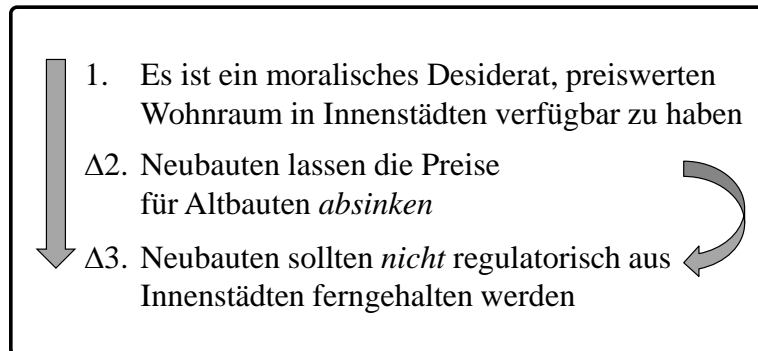 1. Es ist ein moralisches Desiderat, preiswerten
Wohnraum in Innenstädten verfügbar zu haben
Δ2. Neubauten lassen die Preise
für Altbauten absinken
Δ3. Neubauten sollten nicht regulatorisch aus
Innenstädten ferngehalten werden